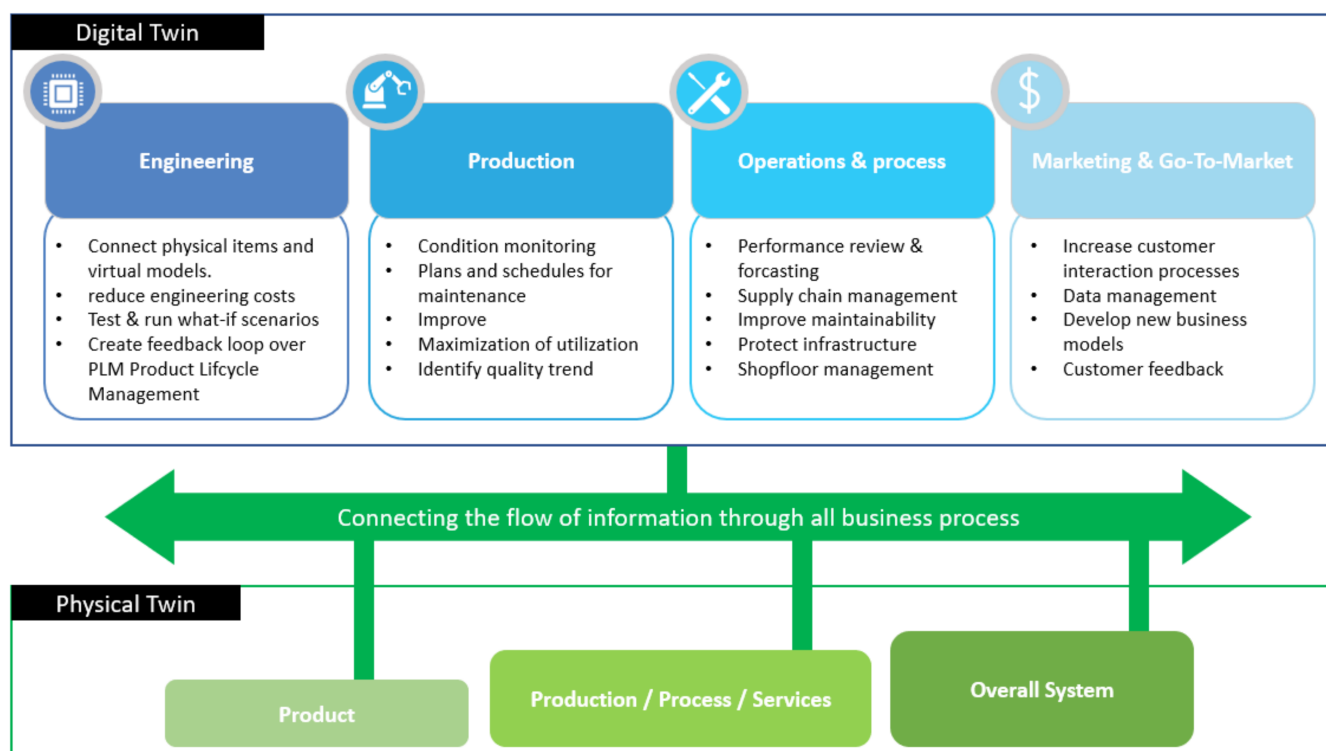 Digital Twin
Engineering
• Connect physical items and
virtual models.
• reduce engineering costs
• Test & run what-if scenarios
• Create feedback loop over
PLM Product Lifcycle
Management
Production
• Condition monitoring
• Plans and schedules for
maintenance
• Improve
• Maximization of utilization
• Identify quality trend
Operations & process
• Performance review &
forcasting
• Supply chain management
• Improve maintainability
• Protect infrastructure
• Shopfloor management
$
Marketing & Go-To-Market
• Increase customer
interaction processes
• Data management
• Develop new business
models
• Customer feedback
Connecting the flow of information through all business process
Physical Twin
Product
Production / Process / Services
Overall System